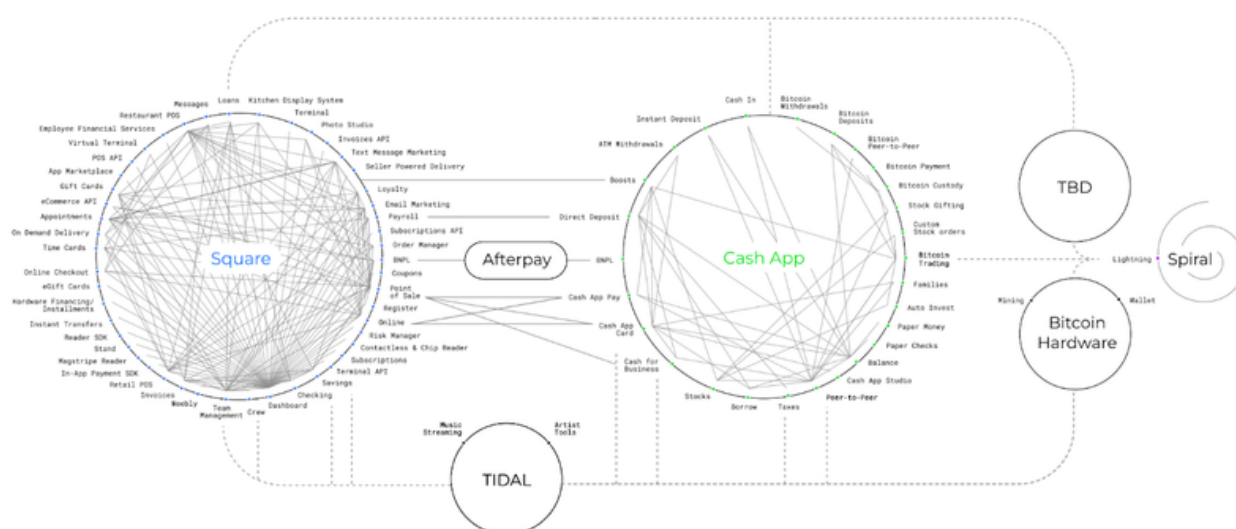 Messages
Loans
Kitchen Display System
Restaurant POS
Terminal
Employee Financial Services
Photo Studio
Virtual Terminal
Invoices API
POS API
Text Message Marketing
App Marketplace
Seller Powered Delivery
Gift Cards
Loyalty
eCommerce API
Email Marketing
Appointments
Payroll
On Demand Delivery
Subscriptions API
Time Cards
Order Manager
BNPL
Online Checkout
Coupons
eGift Cards
Point
of Sale
Hardware Financing/
Installments
Register
Instant Transfers
Online
Reader SDK
Risk Manager
Stand
Contactless & Chip Reader
Magstripe Reader
Subscriptions
In-App Payment SDK
Terminal API
Retail POS
Savings
Invoices
Checking
Weebly
Dashboard
Team
Management
Crew
Square
Afterpay
Cash In
Bitcoin
Withdrawals
Instant Deposit
Bitcoin
Deposits
ATM Withdrawals
Bitcoin
Peer-to-Peer
Boosts
Bitcoin Payment
Bitcoin Custody
Direct Deposit
Stock Gifting
Custom
Stock orders
BNPL
Bitcoin
Trading
Cash App Pay
Families
Auto Invest
Cash App
Card
Paper Money
Paper Checks
Cash for
Business
Balance
Cash App Studio
Stocks
Peer-to-Peer
Borrow
Taxes
Cash App
Music
Streaming
Artist
Tools
TIDAL
TBD
Lightning
Spiral
Mining
Wallet
Bitcoin
Hardware